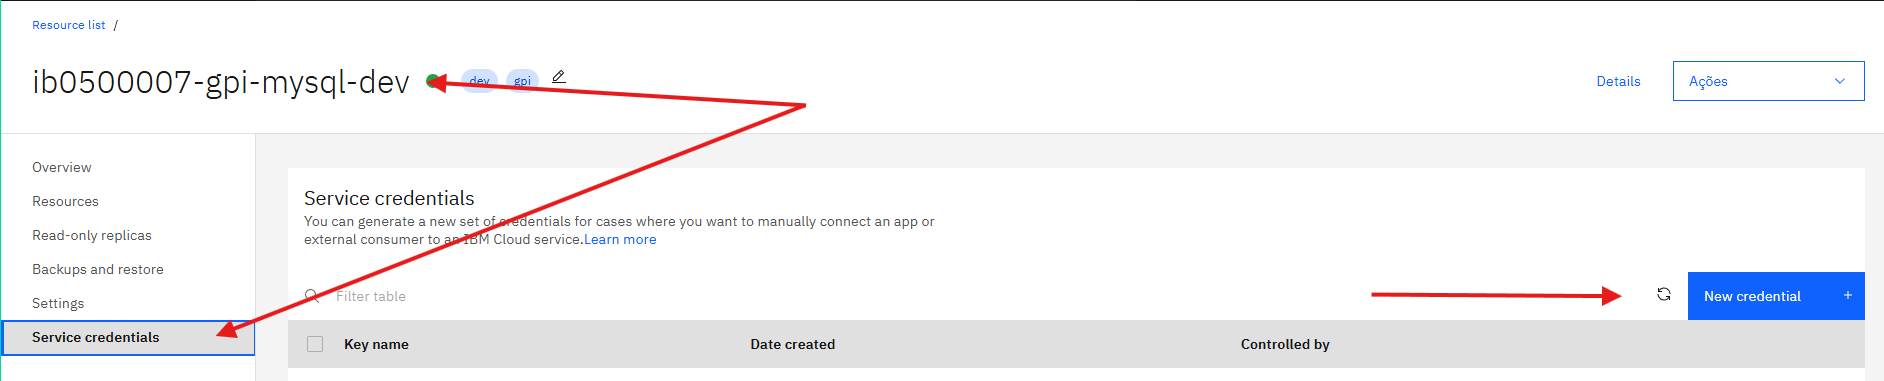 Resource list /
ib0500007-gpi-mysql-dev dev gpi
Details Ações
Overview
Resources
Read-only replicas
Backups and restore
Settings
Service credentials
Service credentials
You can generate a new set of credentials for cases where you want to manually connect an app or
external consumer to an IBM Cloud service.Learn more
Filter table
New credential +
Key name Date created Controlled by